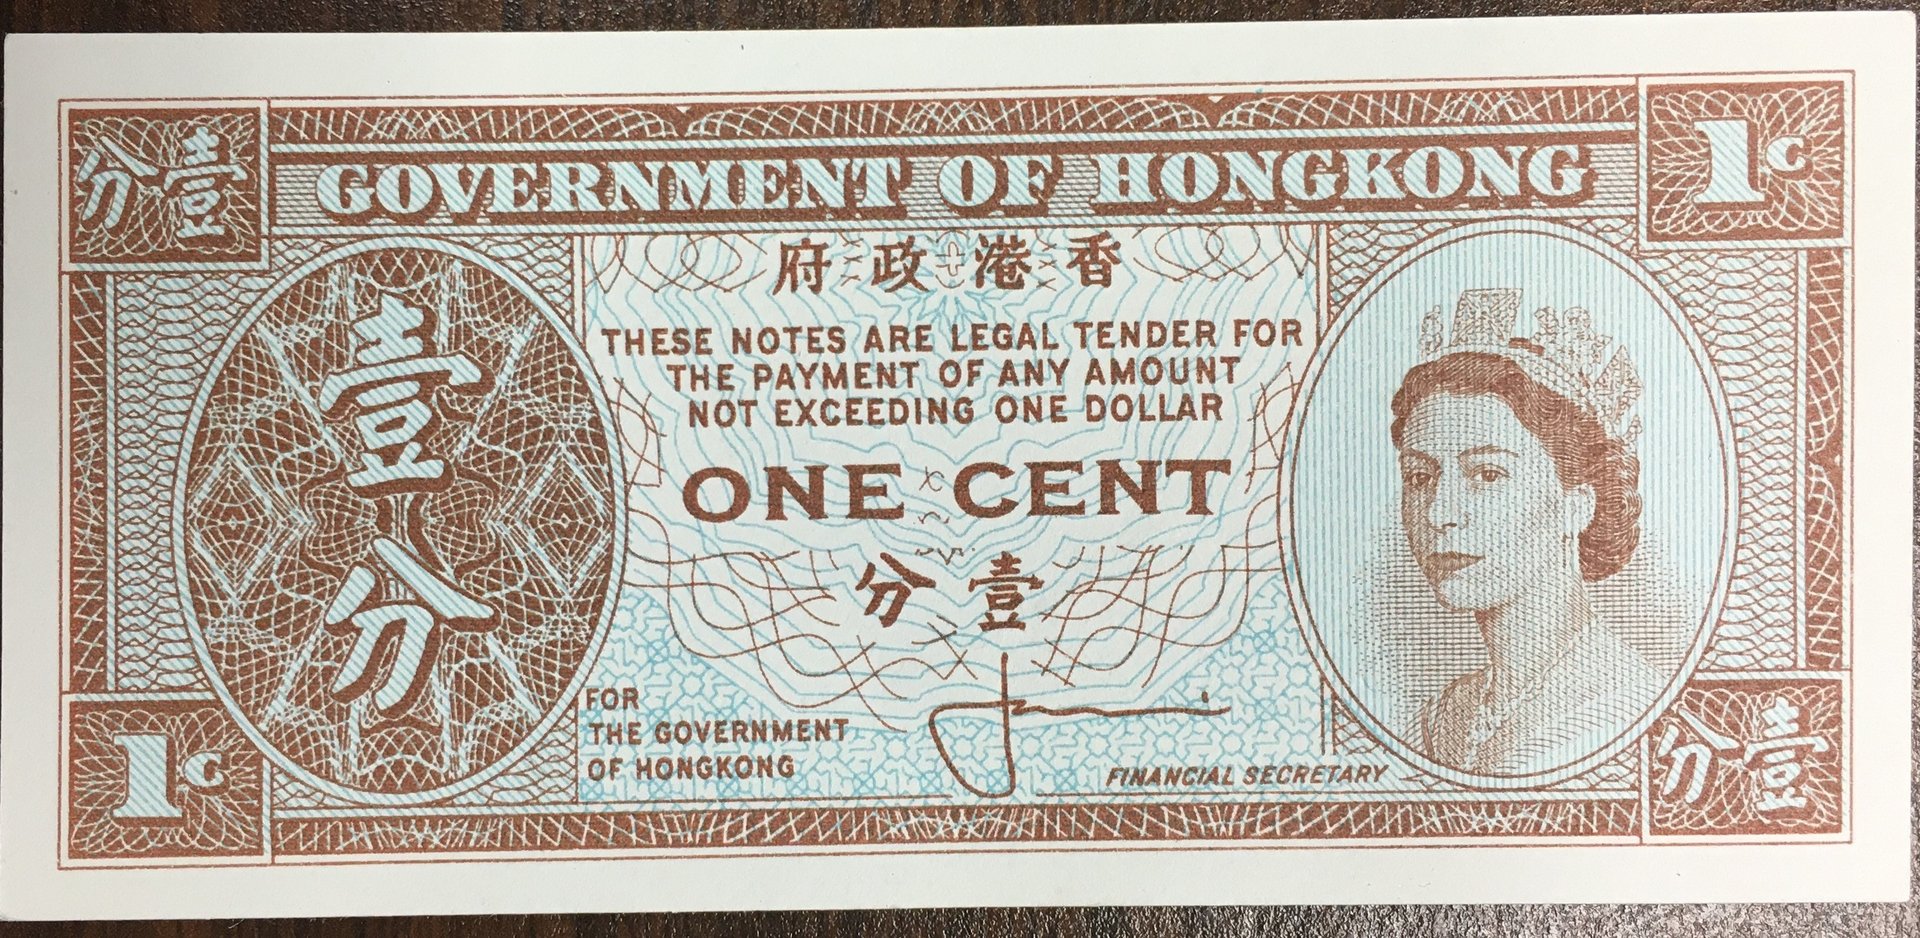 分壹
1C
GOVERNMENT OF HONGKONG
府政港香
THESE NOTES ARE LEGAL TENDER FOR
THE PAYMENT OF ANY AMOUNT
NOT EXCEEDING ONE DOLLAR
壹
分
ONE CENT
分壹
FOR
THE GOVERNMENT
OF HONGKONG
FINANCIAL SECRETARY
1C
分壹